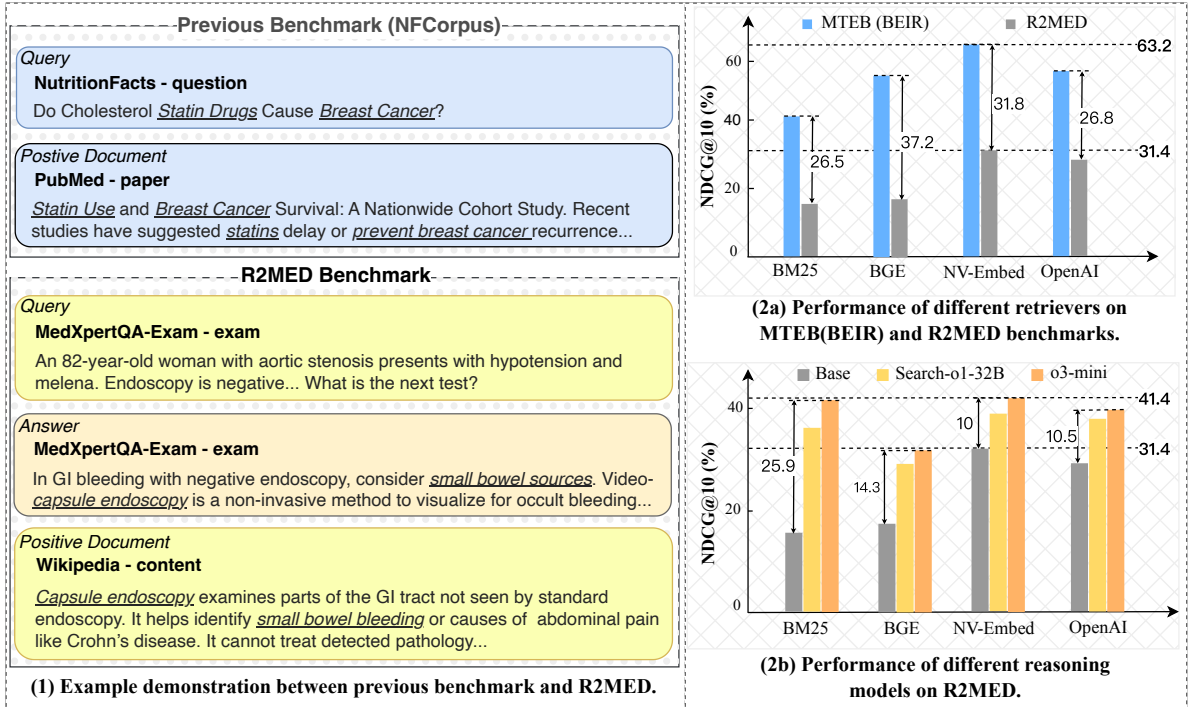 Previous Benchmark (NFCorpus)
Query
NutritionFacts - question
Do Cholesterol Statin Drugs Cause Breast Cancer?
Postive Document
PubMed - paper
Statin Use and Breast Cancer Survival: A Nationwide Cohort Study. Recent
studies have suggested statins delay or prevent breast cancer recurrence...
R2MED Benchmark
Query
MedXpertQA-Exam - exam
An 82-year-old woman with aortic stenosis presents with hypotension and
melena. Endoscopy is negative... What is the next test?
Answer
MedXpertQA-Exam - exam
In GI bleeding with negative endoscopy, consider small bowel sources. Video-
capsule endoscopy is a non-invasive method to visualize for occult bleeding...
Positive Document
Wikipedia - content
Capsule endoscopy examines parts of the GI tract not seen by standard
endoscopy. It helps identify small bowel bleeding or causes of abdominal pain
like Crohn's disease. It cannot treat detected pathology...
(1) Example demonstration between previous benchmark and R2MED.
MTEB (BEIR)
R2MED
NDCG@10 (%)
60
40
20
0
63.2
31.4
26.5
37.2
31.8
26.8
BM25
BGE
NV-Embed
OpenAI
(2a) Performance of different retrievers on
MTEB(BEIR) and R2MED benchmarks.
Base
Search-o1-32B
o3-mini
NDCG@10 (%)
40
20
0
41.4
31.4
25.9
14.3
10
10.5
BM25
BGE
NV-Embed
OpenAI
(2b) Performance of different reasoning
models on R2MED.